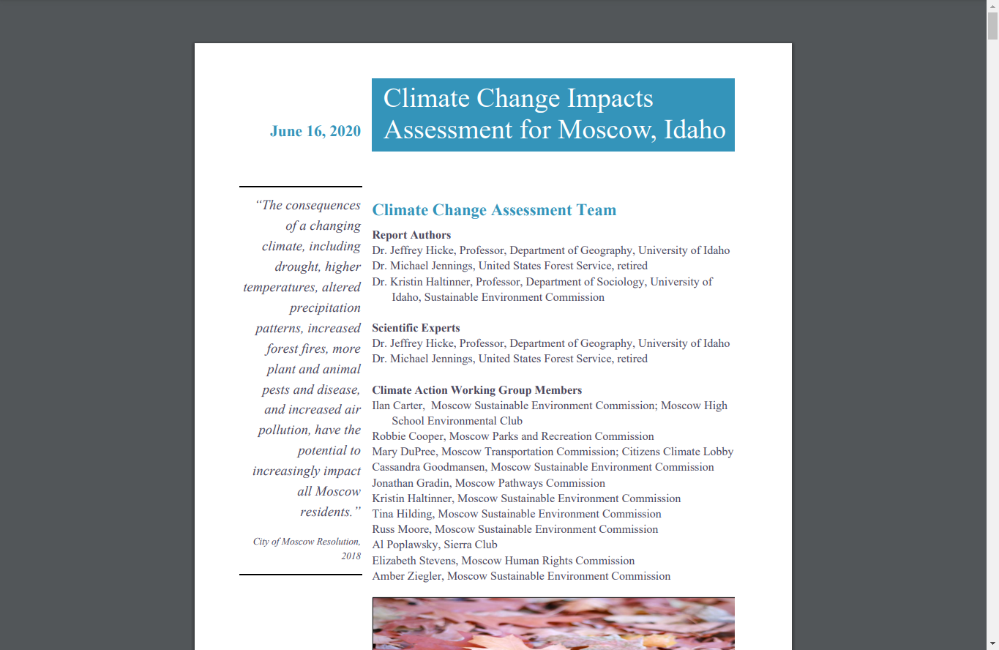 Climate Change Impacts
Assessment for Moscow, Idaho
June 16, 2020
“The consequences
of a changing
climate, including
drought, higher
temperatures, altered
precipitation
patterns, increased
forest fires, more
plant and animal
pests and disease,
and increased air
pollution, have the
potential to
increasingly impact
all Moscow
residents.”
City of Moscow Resolution,
2018
Climate Change Assessment Team
Report Authors
Dr. Jeffrey Hicke, Professor, Department of Geography, University of Idaho
Dr. Michael Jennings, United States Forest Service, retired
Dr. Kristin Haltinner, Professor, Department of Sociology, University of
Idaho, Sustainable Environment Commission
Scientific Experts
Dr. Jeffrey Hicke, Professor, Department of Geography, University of Idaho
Dr. Michael Jennings, United States Forest Service, retired
Climate Action Working Group Members
Ilan Carter,  Moscow Sustainable Environment Commission; Moscow High
School Environmental Club
Robbie Cooper, Moscow Parks and Recreation Commission
Mary DuPree, Moscow Transportation Commission; Citizens Climate Lobby
Cassandra Goodmansen, Moscow Sustainable Environment Commission
Jonathan Gradin, Moscow Pathways Commission
Kristin Haltinner, Moscow Sustainable Environment Commission
Tina Hilding, Moscow Sustainable Environment Commission
Russ Moore, Moscow Sustainable Environment Commission
Al Poplawsky, Sierra Club
Elizabeth Stevens, Moscow Human Rights Commission
Amber Ziegler, Moscow Sustainable Environment Commission